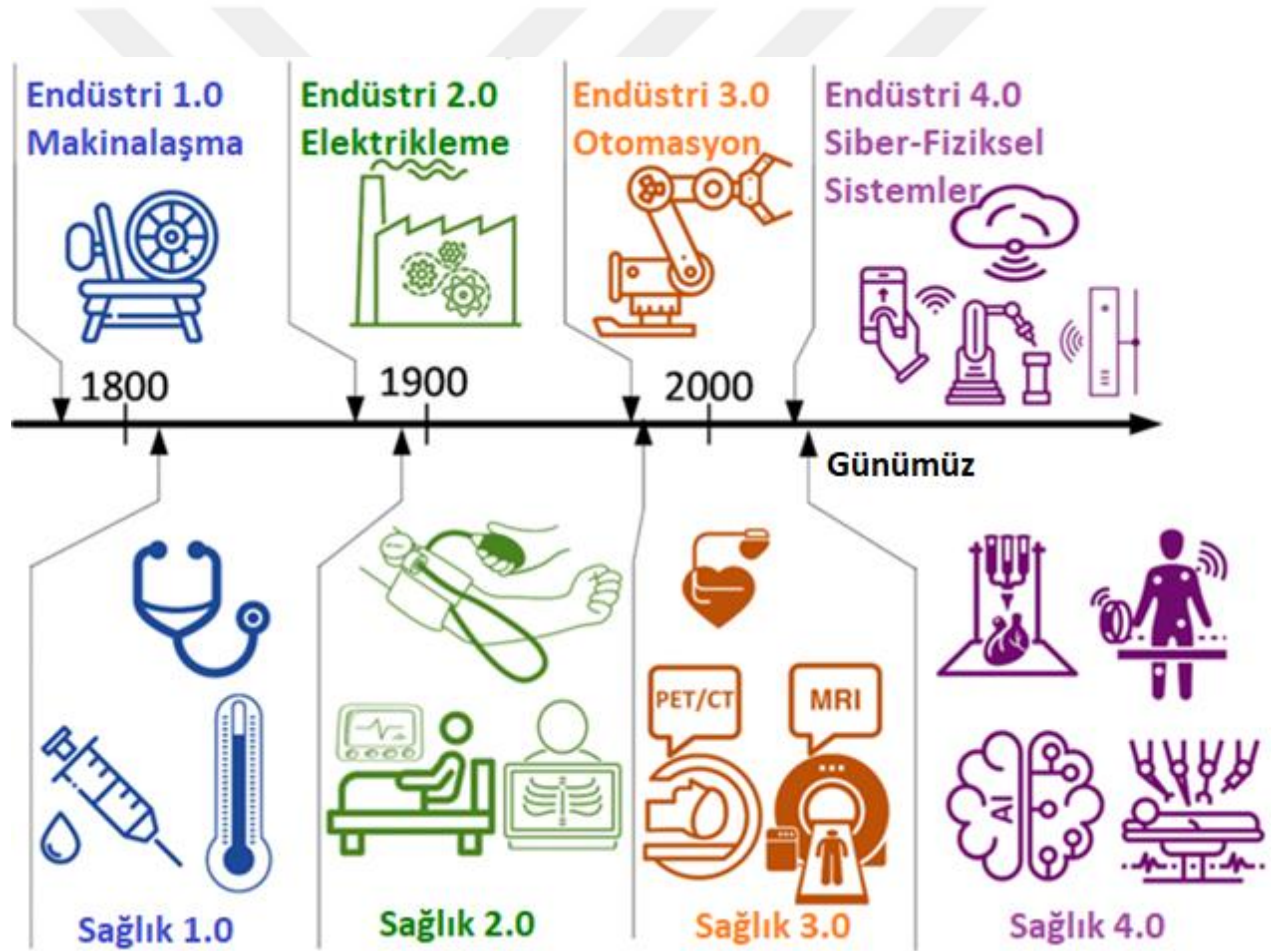 Endüstri 1.0
Makinalaşma
Endüstri 2.0
Elektrikleme
Endüstri 3.0
Otomasyon
Endüstri 4.0
Siber-Fiziksel
Sistemler
1800
1900
2000
Günümüz
PET/CT
MRI
AI
Sağlık 1.0
Sağlık 2.0
Sağlık 3.0
Sağlık 4.0